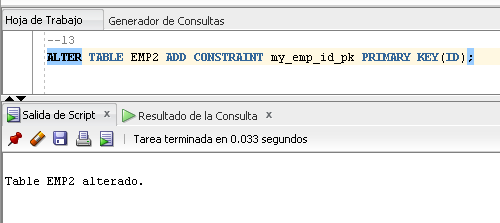 Hoja de Trabajo Generador de Consultas
--13
ALTER TABLE EMP2 ADD CONSTRAINT my_emp_id_pk PRIMARY KEY(ID);
Salida de Script x Resultado de la Consulta x
Tarea terminada en 0.033 segundos
Table EMP2 alterado.